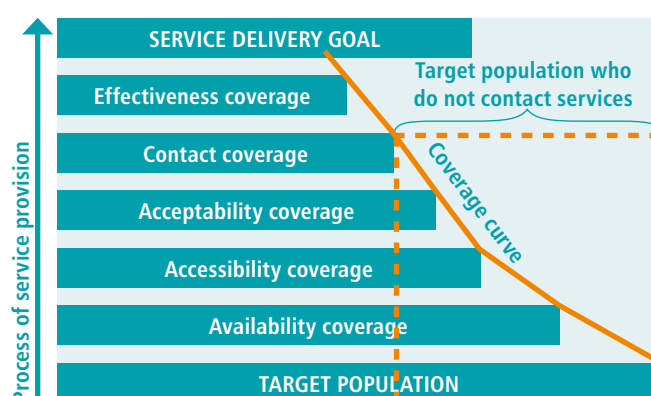 SERVICE DELIVERY GOAL
Target population who
do not contact services
Effectiveness coverage
Contact coverage
Coverage curve
Acceptability coverage
Accessibility coverage
Availability coverage
TARGET POPULATION
Process of service provision